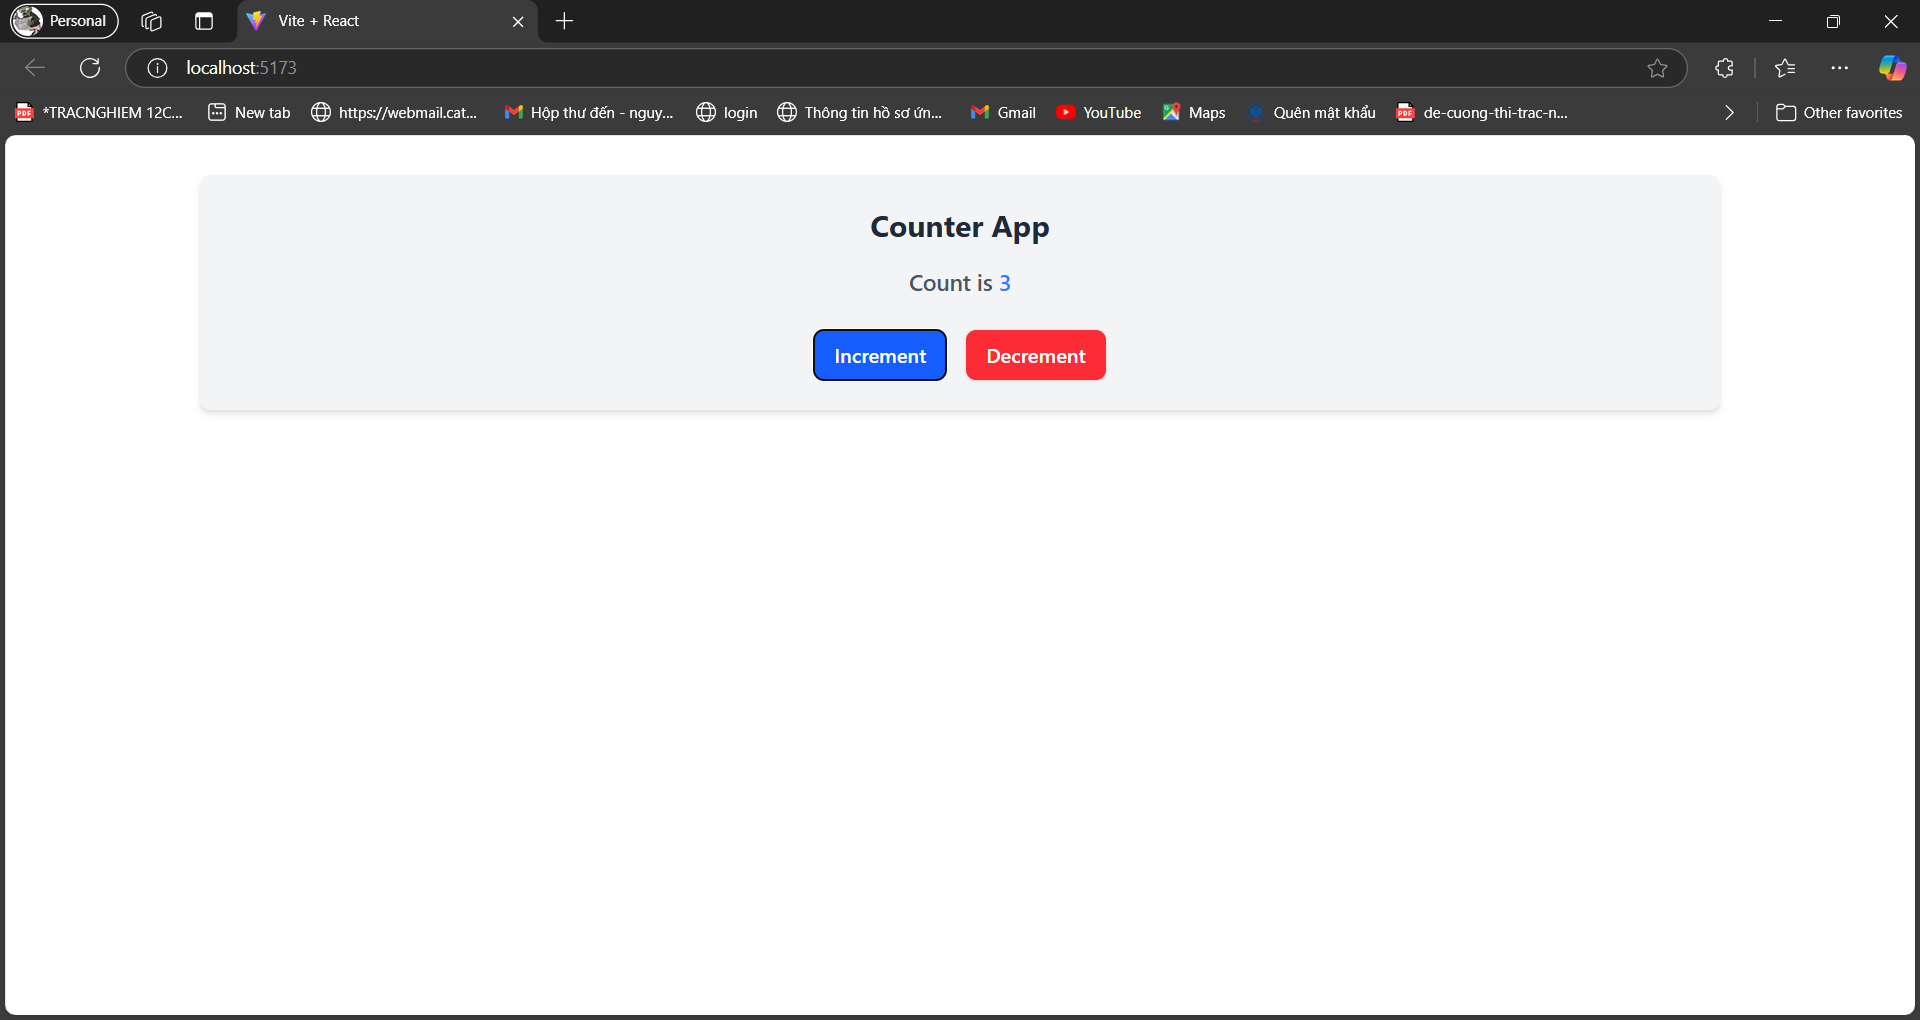 Personal
Vite + React
localhost:5173
*TRACNGHIEM 12C... New tab https://webmail.cat... Hộp thư đến - nguy... login Thông tin hồ sơ ứn... Gmail YouTube Maps Quên mật khẩu de-cuong-thi-trac-n... Other favorites
Counter App
Count is 3
Increment Decrement